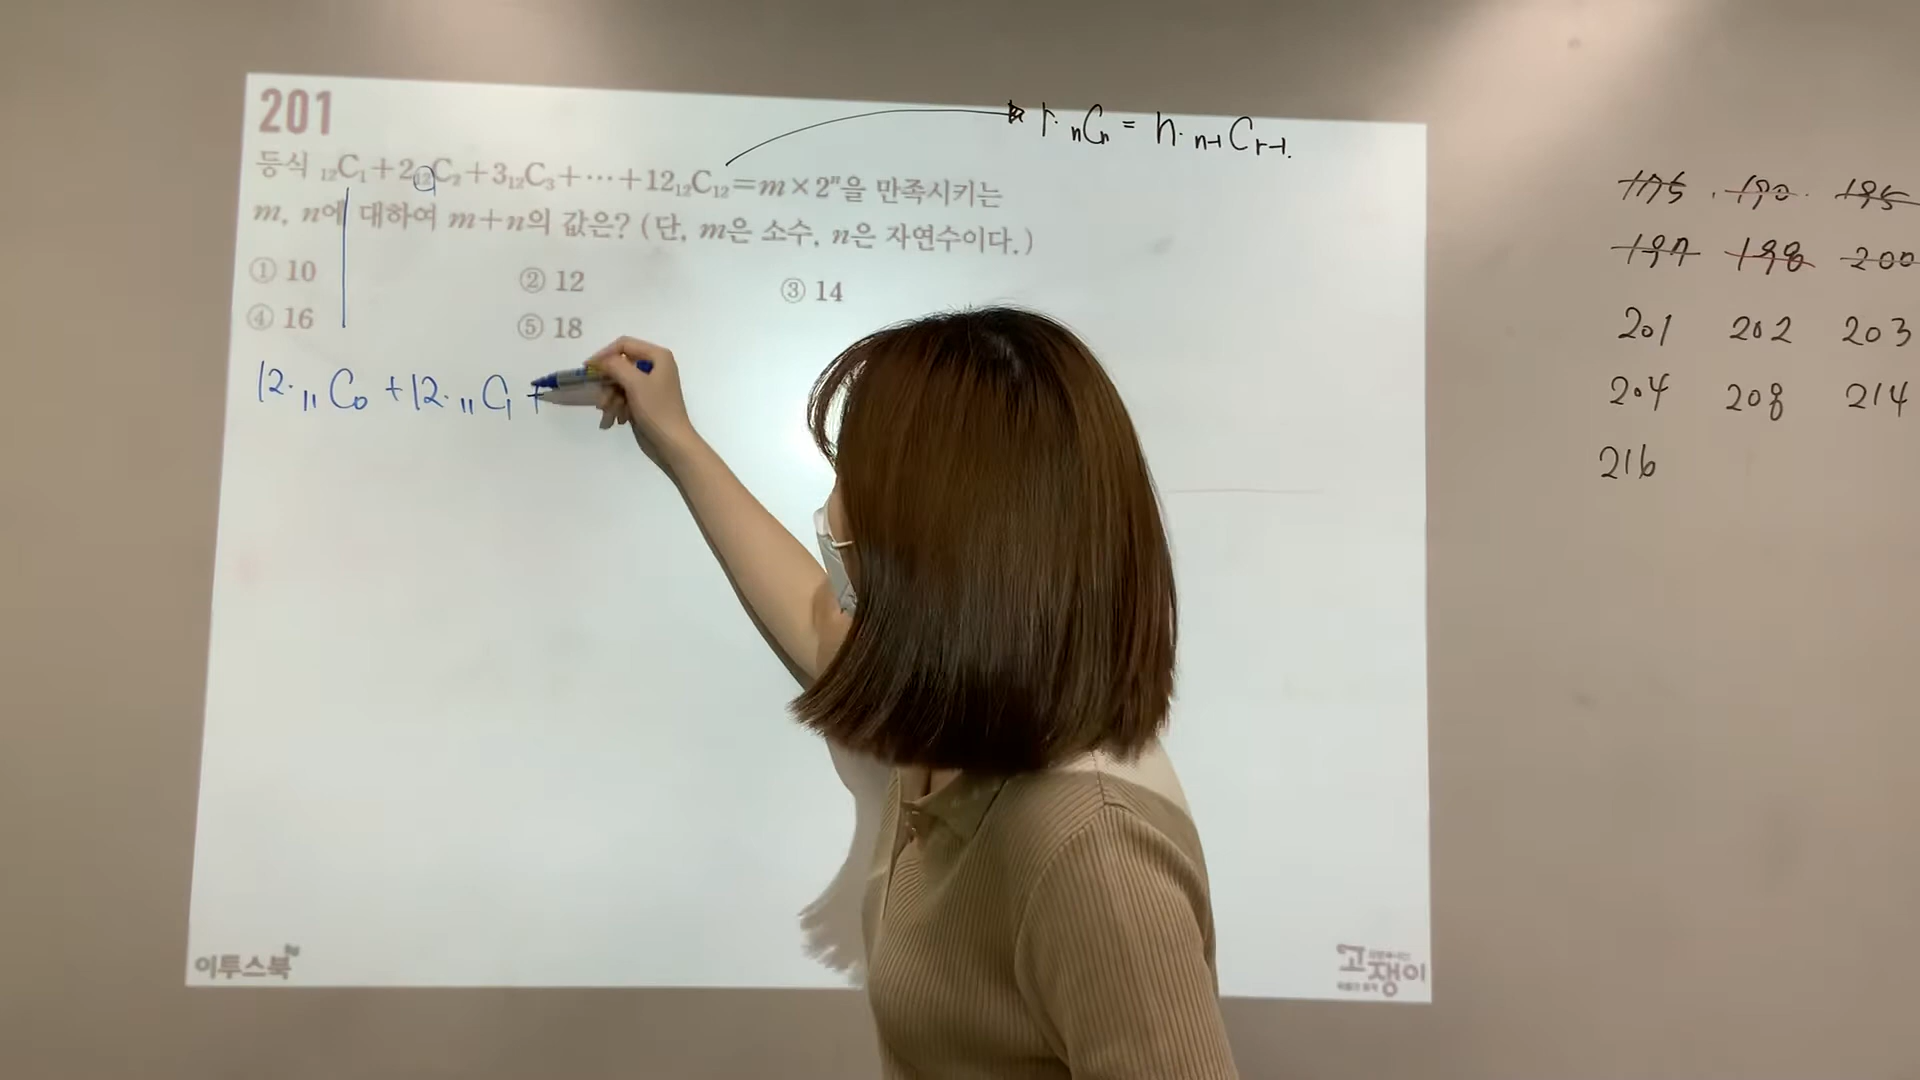 201
등식 ₁₂C₁+2₁₂C₂+3₁₂C₃+⋯+12₁₂C₁₂=m×2ⁿ을 만족시키는
m, n에 대하여 m+n의 값은? (단, m은 소수, n은 자연수이다.)
① 10 ② 12 ③ 14
④ 16 ⑤ 18
r · ₙCₙ = n · ₙ₋₁Cᵣ₋₁.
12 · ₁₁C₀ + 12 · ₁₁C₁ +
175 . 190 . 195
197 198 200
201 202 203
204 208 214
216
이투스북
고쟁이